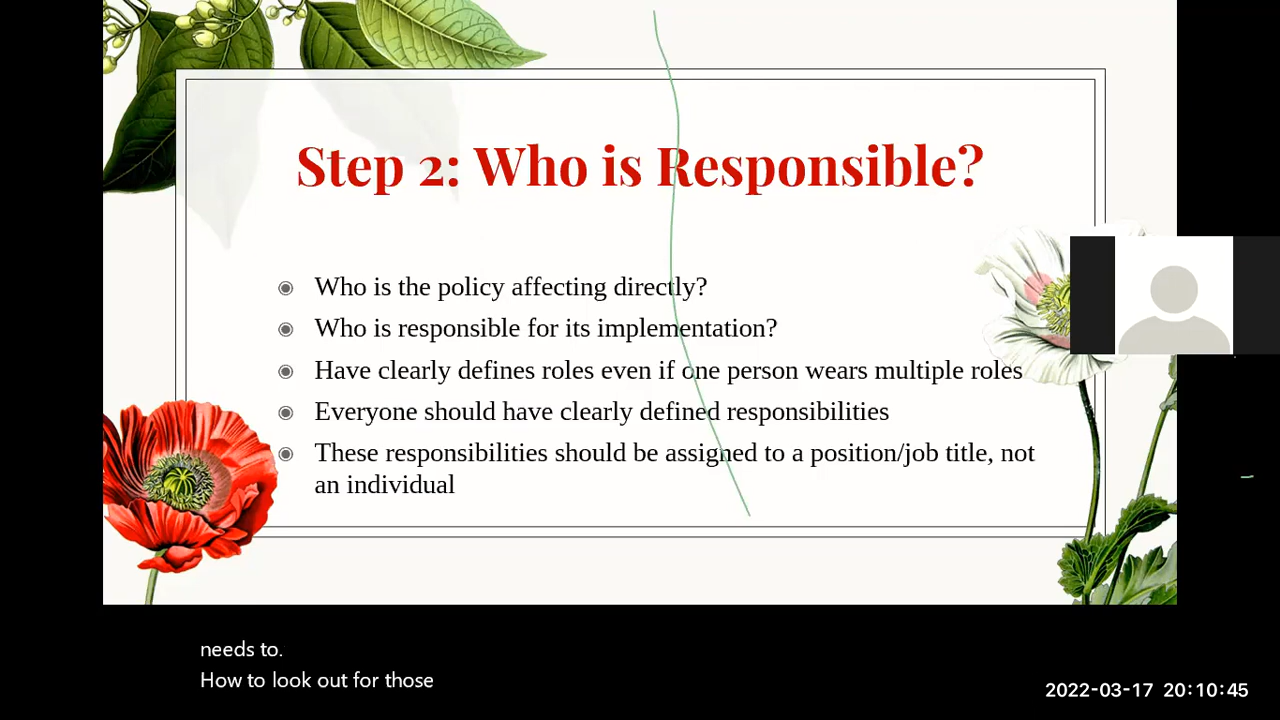 Step 2: Who is Responsible?
Who is the policy affecting directly?
Who is responsible for its implementation?
Have clearly defines roles even if one person wears multiple roles
Everyone should have clearly defined responsibilities
These responsibilities should be assigned to a position/job title, not
an individual
needs to.
How to look out for those
2022-03-17 20:10:45